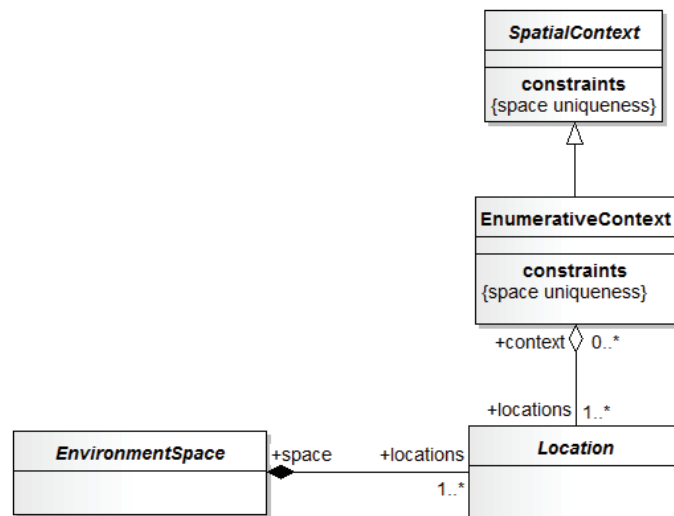 SpatialContext
constraints
{space uniqueness}
EnumerativeContext
constraints
{space uniqueness}
+context 0..*
+locations 1..*
EnvironmentSpace
+space
+locations
1..*
Location